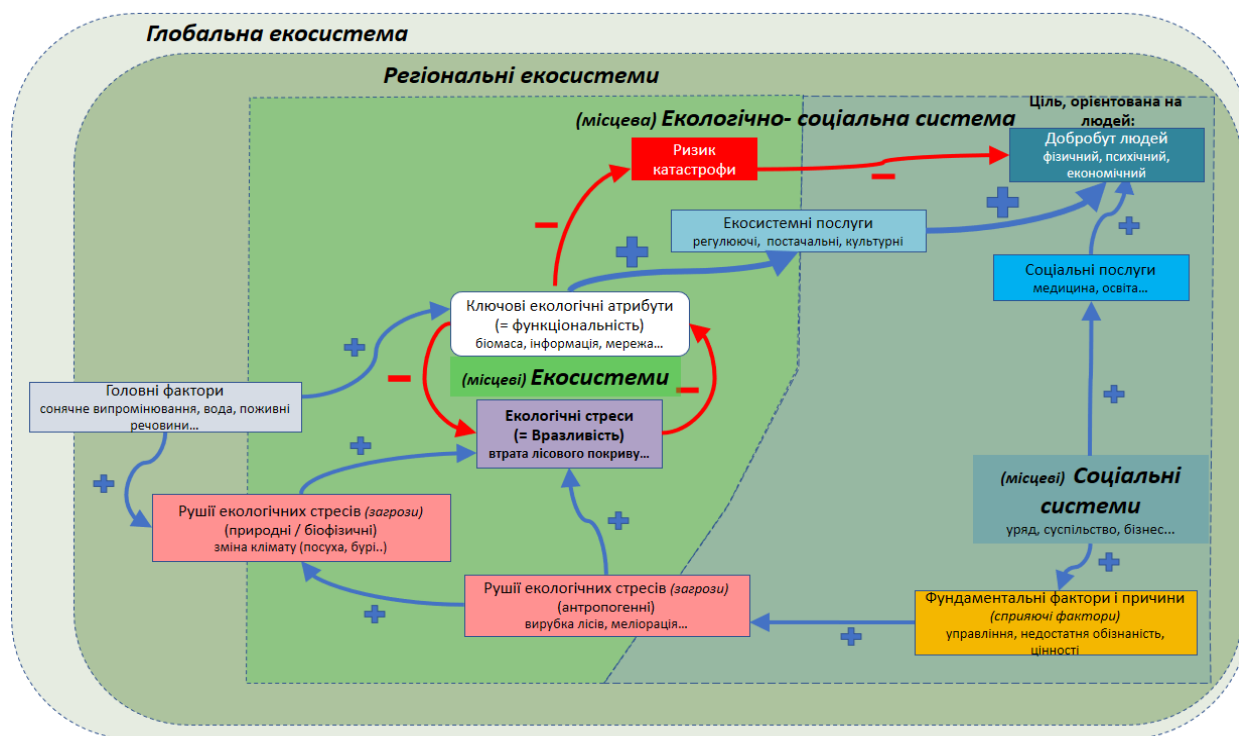 Глобальна екосистема
Регіональні екосистеми
(місцева) Екологічно- соціальна система
Ціль, орієнтована на
людей:
Добробут людей
фізичний, психічний,
економічний
Ризик
катастрофи
Екосистемні послуги
регулюючі, постачальні, культурні
Соціальні послуги
медицина, освіта...
Ключові екологічні атрибути
(= функціональність)
біомаса, інформація, мережа...
(місцеві) Екосистеми
Головні фактори
сонячне випромінювання, вода, поживні
речовини...
Екологічні стреси
(= Вразливість)
втрата лісового покриву...
(місцеві) Соціальні
системи
уряд, суспільство, бізнес...
Рушії екологічних стресів (загрози)
(природні / біофізичні)
зміна клімату (посуха, бурі..)
Рушії екологічних стресів (загрози)
(антропогенні)
вирубка лісів, меліорація...
Фундаментальні фактори і причини
(сприяючі фактори)
управління, недостатня обізнаність,
цінності